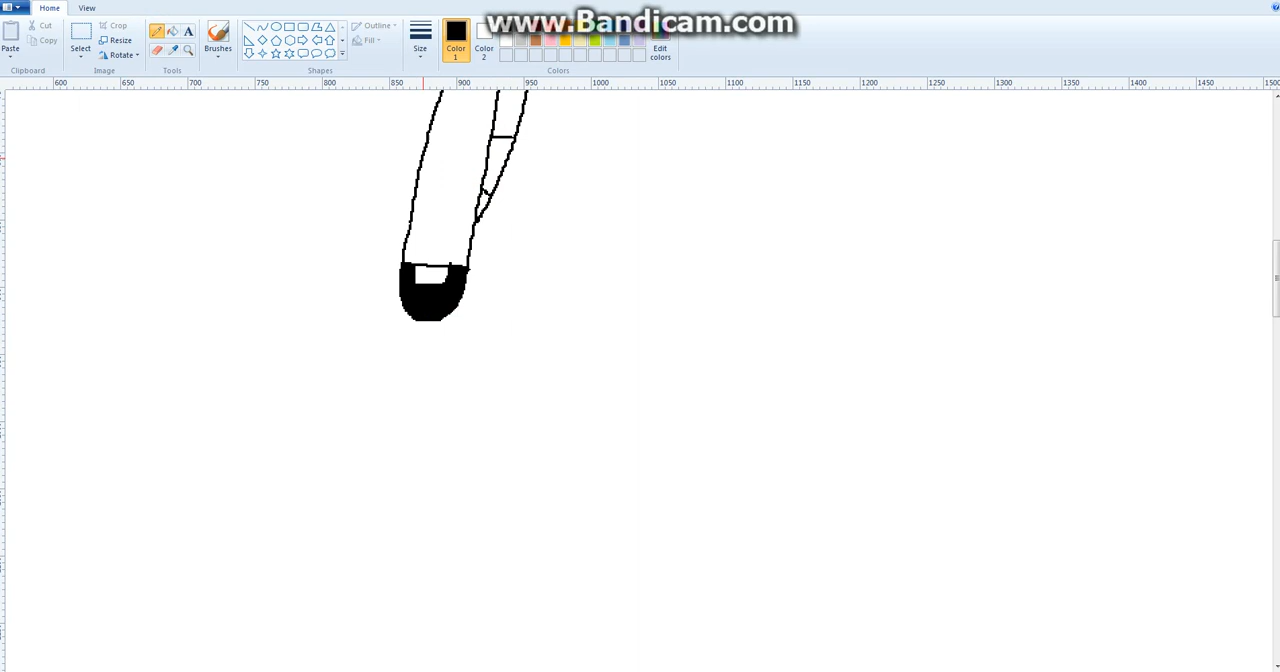 Home View
www.Bandicam.com
Paste
Cut
Copy
Clipboard
Select
Crop
Resize
Rotate
Image
A
Tools
Brushes
Outline
Fill
Shapes
Size
Color 1
Color 2
Edit colors
Colors
600 650 700 750 800 850 900 950 1000 1050 1100 1150 1200 1250 1300 1350 1400 1450 1500